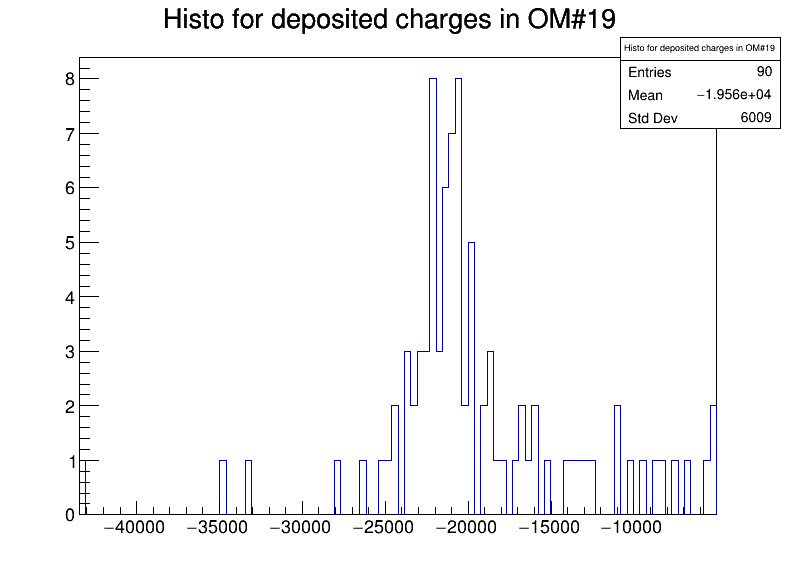 Histo for deposited charges in OM#19
Histo for deposited charges in OM#19
Entries 90
Mean −1.956e+04
Std Dev 6009
8
7
6
5
4
3
2
1
0
−40000 −35000 −30000 −25000 −20000 −15000 −10000